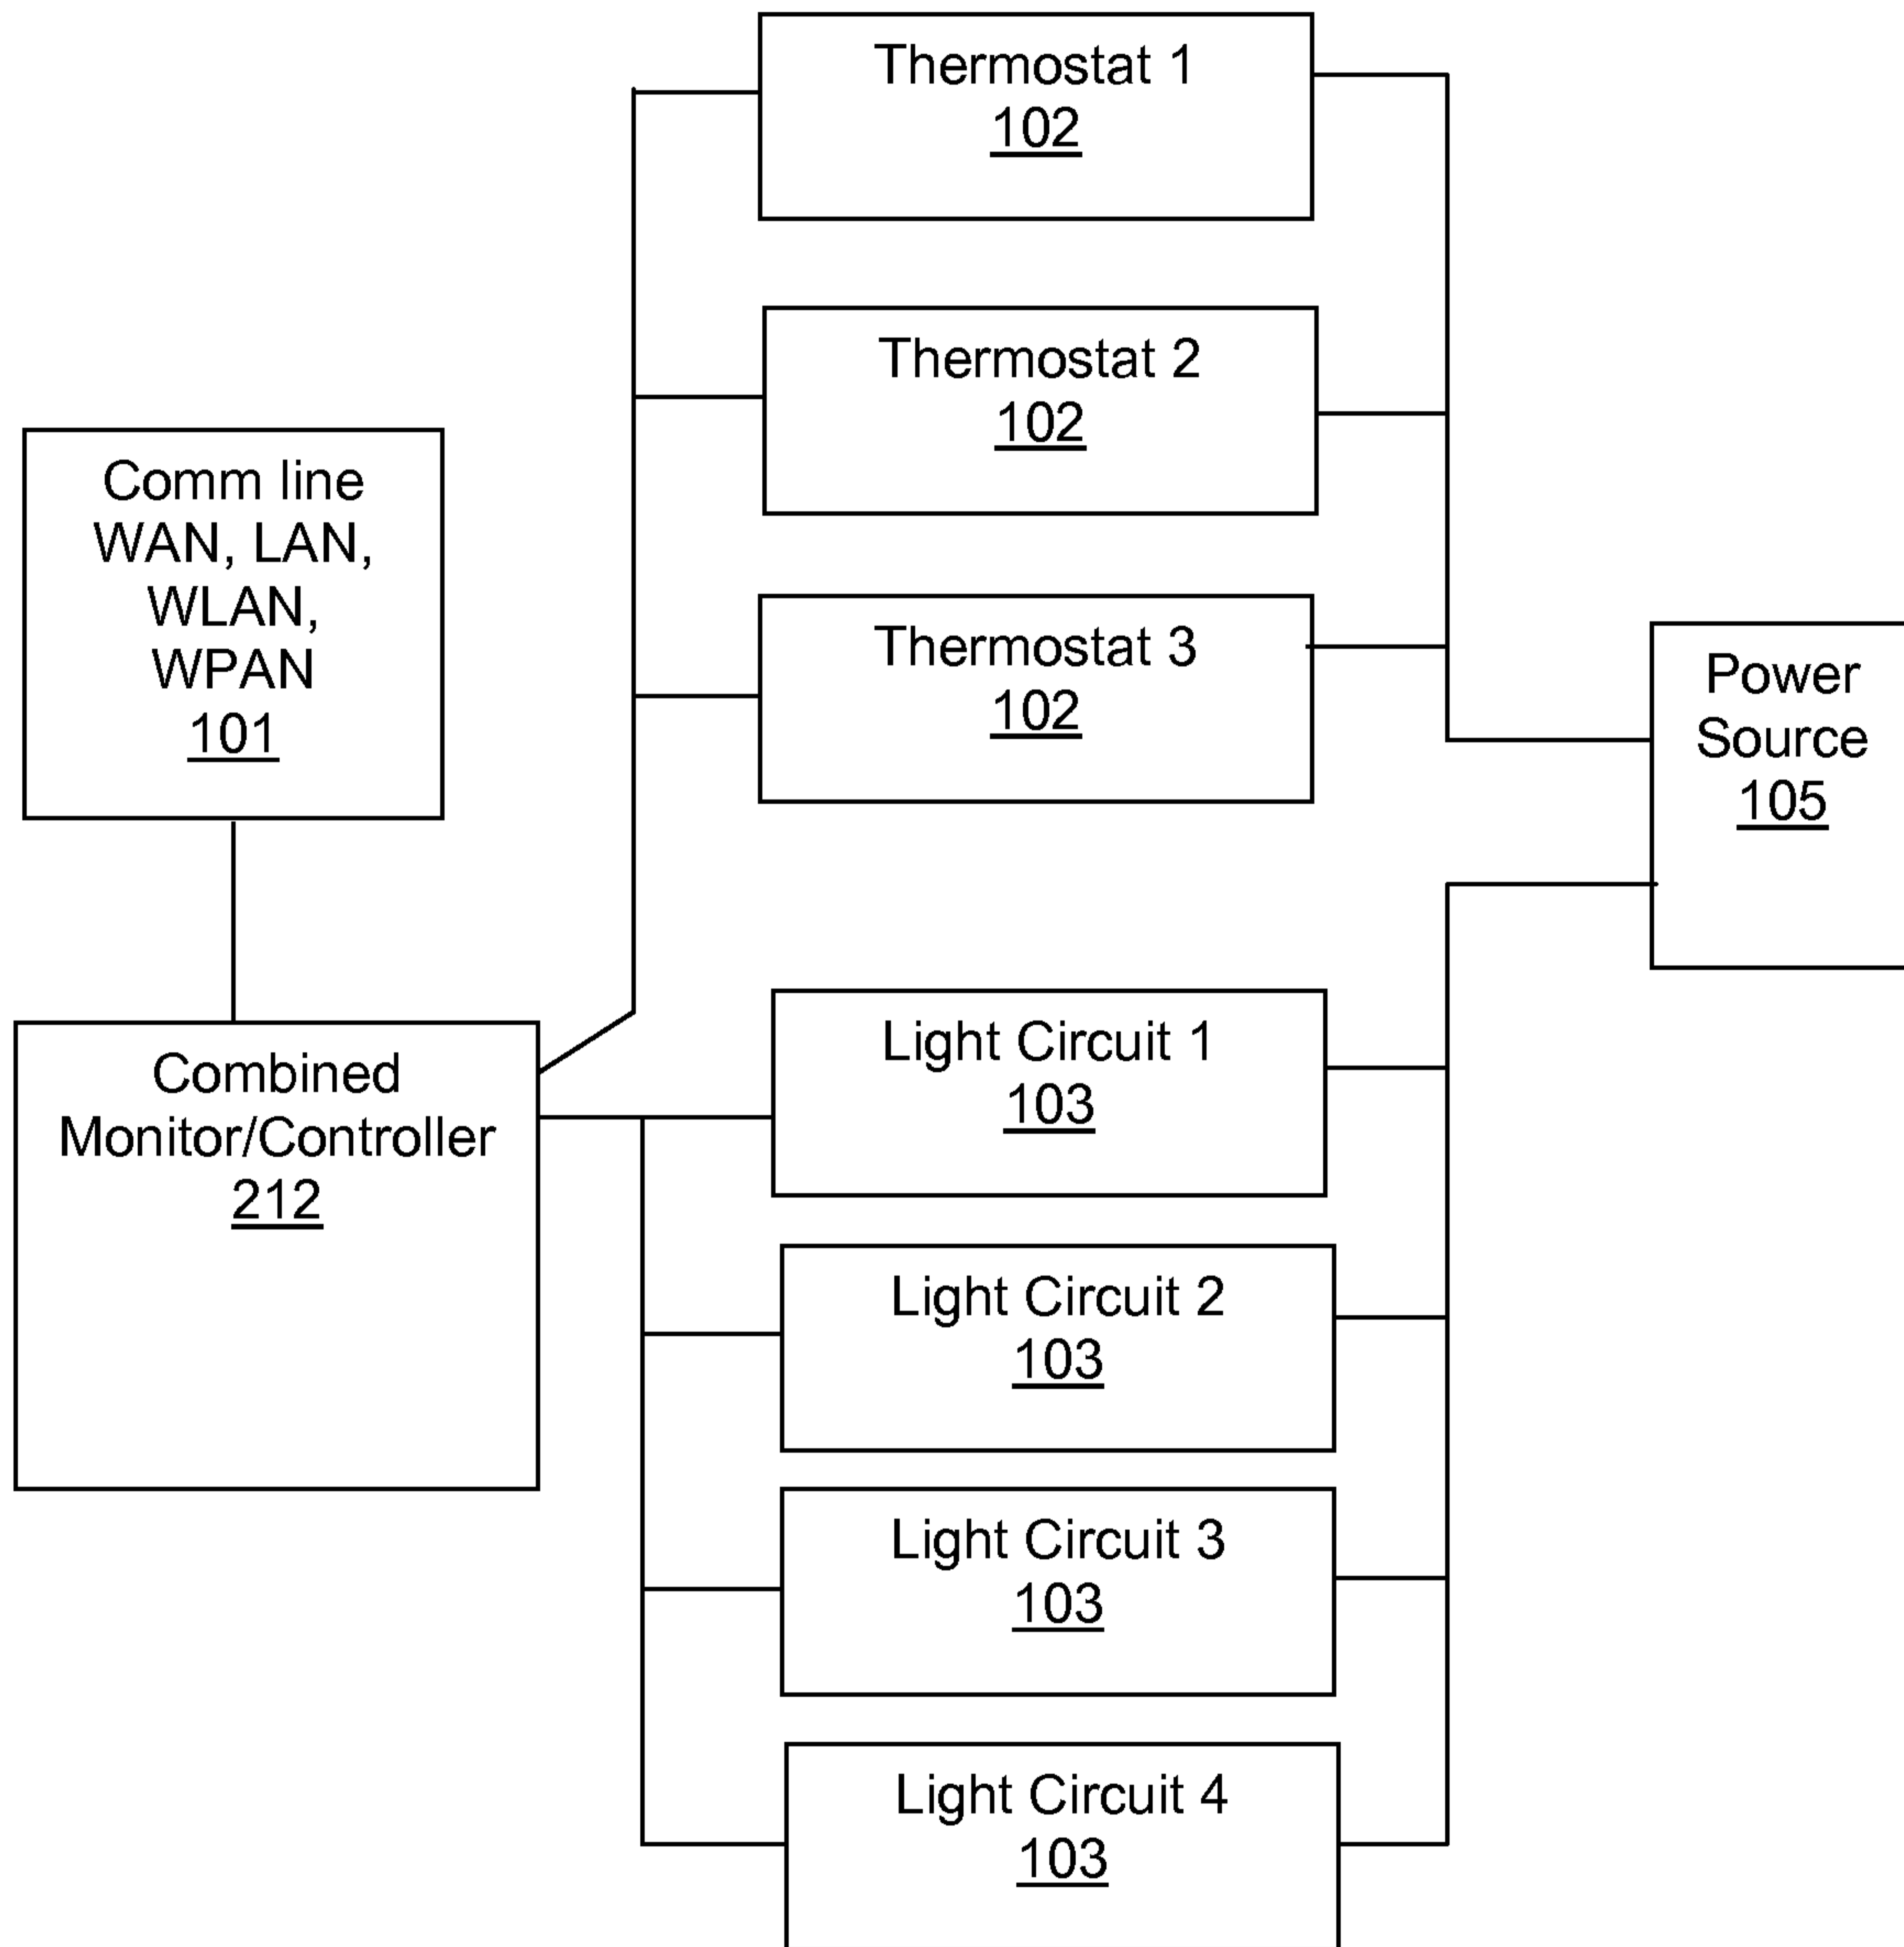 Thermostat 1
102
Thermostat 2
102
Thermostat 3
102
Comm line
WAN, LAN,
WLAN,
WPAN
101
Power
Source
105
Combined
Monitor/Controller
212
Light Circuit 1
103
Light Circuit 2
103
Light Circuit 3
103
Light Circuit 4
103